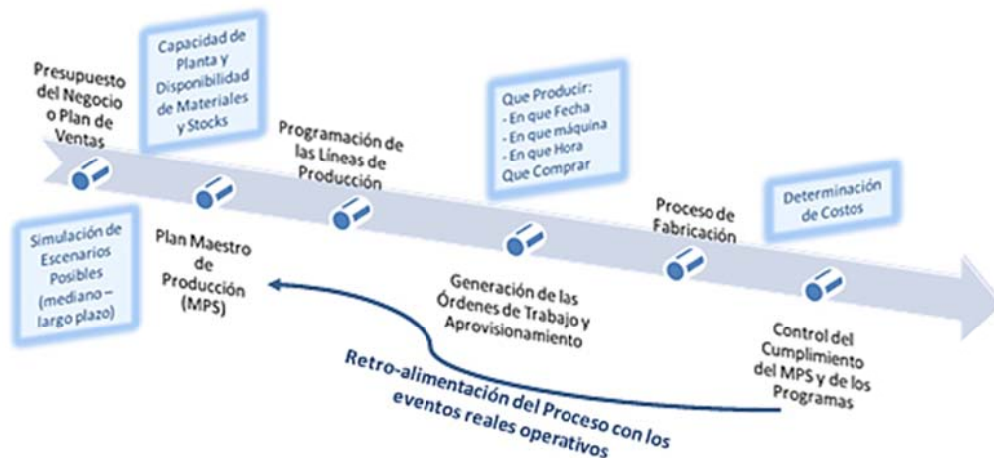 Presupuesto
del Negocio
o Plan de
Ventas
Capacidad de
Planta y
Disponibilidad
de Materiales
y Stocks
Programación de
las Líneas de
Producción
Que Producir:
- En que Fecha
- En que máquina
- En que Hora
Que Comprar
Proceso de
Fabricación
Determinación
de Costos
Simulación de
Escenarios
Posibles
(mediano –
largo plazo)
Plan Maestro
de
Producción
(MPS)
Generación de las
Órdenes de Trabajo y
Aprovisionamiento
Control del
Cumplimiento
del MPS y de los
Programas
Retro-alimentación del Proceso con los
eventos reales operativos